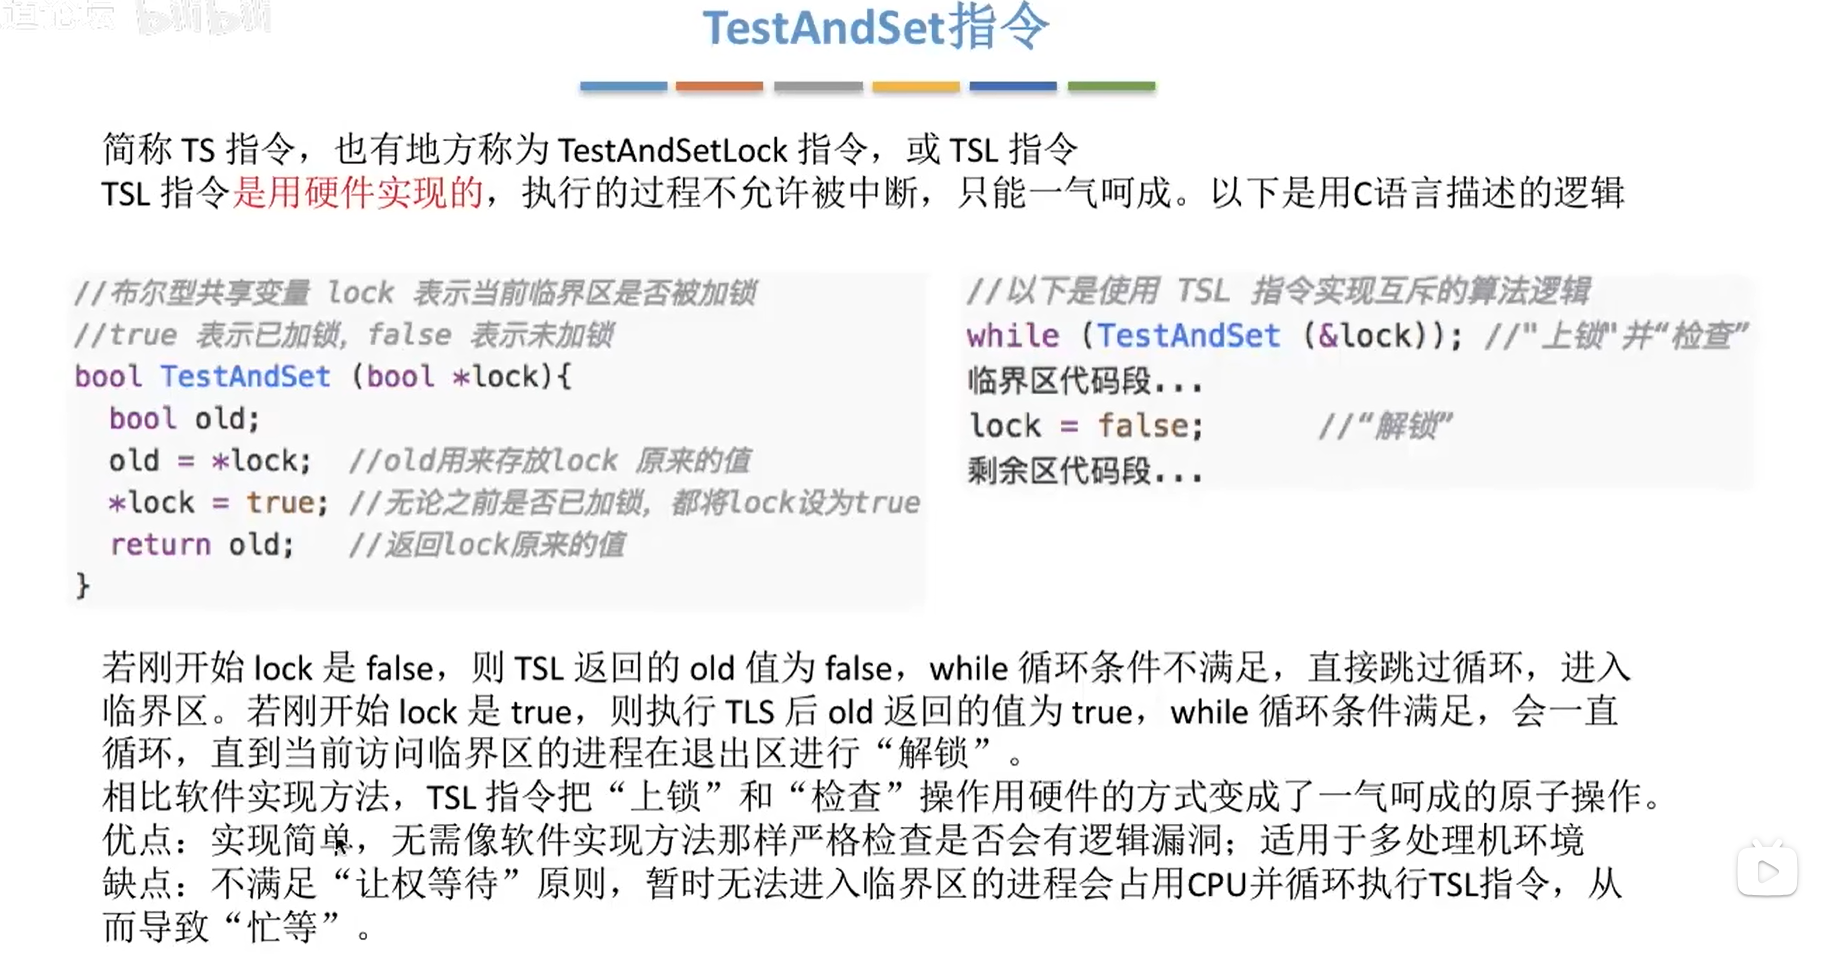 bilibili
TestAndSet指令
简称 TS 指令，也有地方称为 TestAndSetLock 指令，或 TSL 指令
TSL 指令是用硬件实现的，执行的过程不允许被中断，只能一气呵成。以下是用C语言描述的逻辑
//布尔型共享变量 lock 表示当前临界区是否被加锁
//true 表示已加锁，false 表示未加锁
bool TestAndSet (bool *lock){
bool old;
old = *lock; //old用来存放lock 原来的值
*lock = true; //无论之前是否已加锁，都将lock设为true
return old; //返回lock原来的值
}
//以下是使用 TSL 指令实现互斥的算法逻辑
while (TestAndSet (&lock)); //"上锁"并“检查”
临界区代码段...
lock = false; //“解锁”
剩余区代码段...
若刚开始 lock 是 false，则 TSL 返回的 old 值为 false，while 循环条件不满足，直接跳过循环，进入
临界区。若刚开始 lock 是 true，则执行 TLS 后 old 返回的值为 true，while 循环条件满足，会一直
循环，直到当前访问临界区的进程在退出区进行“解锁”。
相比软件实现方法，TSL 指令把“上锁”和“检查”操作用硬件的方式变成了一气呵成的原子操作。
优点：实现简单，无需像软件实现方法那样严格检查是否会有逻辑漏洞；适用于多处理机环境
缺点：不满足“让权等待”原则，暂时无法进入临界区的进程会占用CPU并循环执行TSL指令，从
而导致“忙等”。